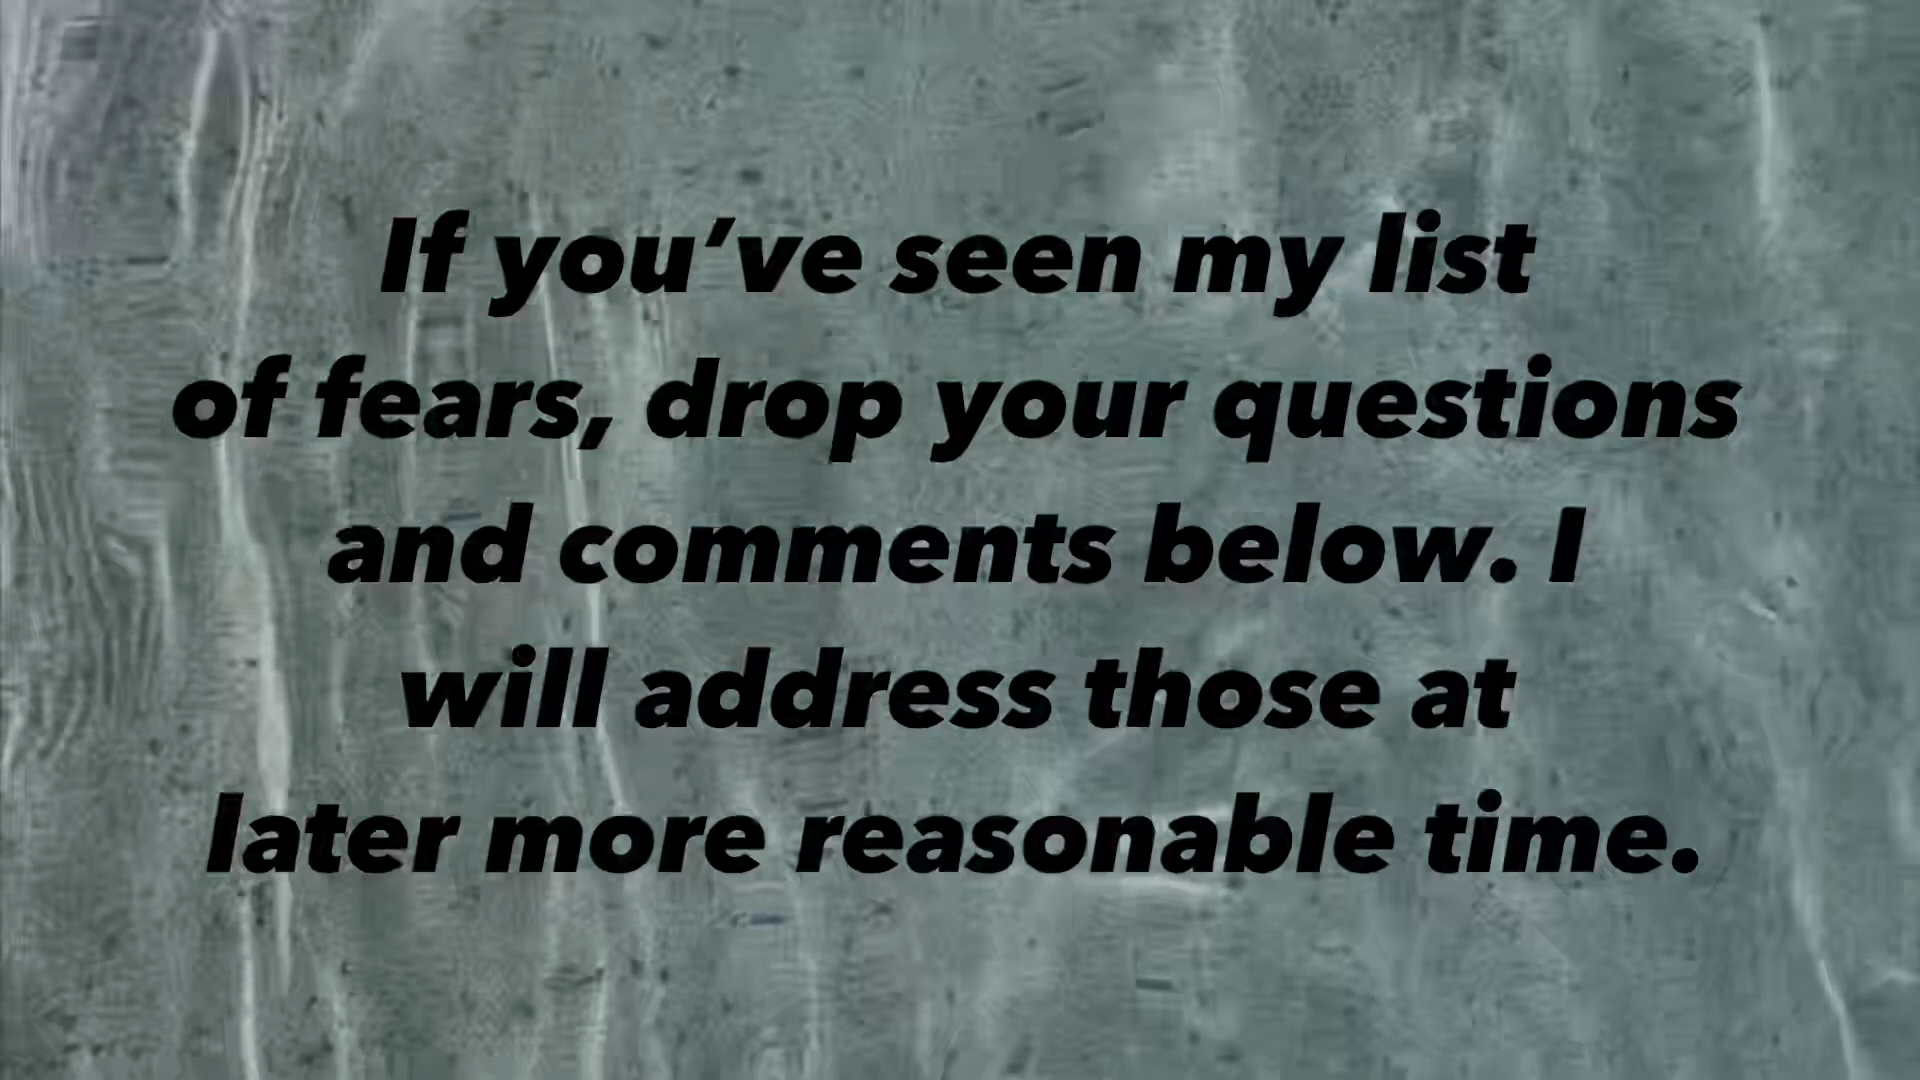 If you’ve seen my list
of fears, drop your questions
and comments below. I
will address those at
later more reasonable time.